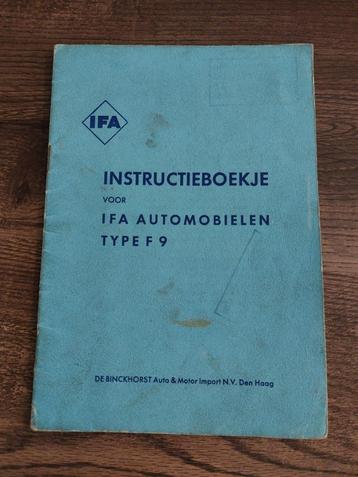 IFA
INSTRUCTIEBOEKJE
VOOR
IFA AUTOMOBIELEN
TYPE F 9
DE BINCKHORST Auto & Motor Import N.V. Den Haag